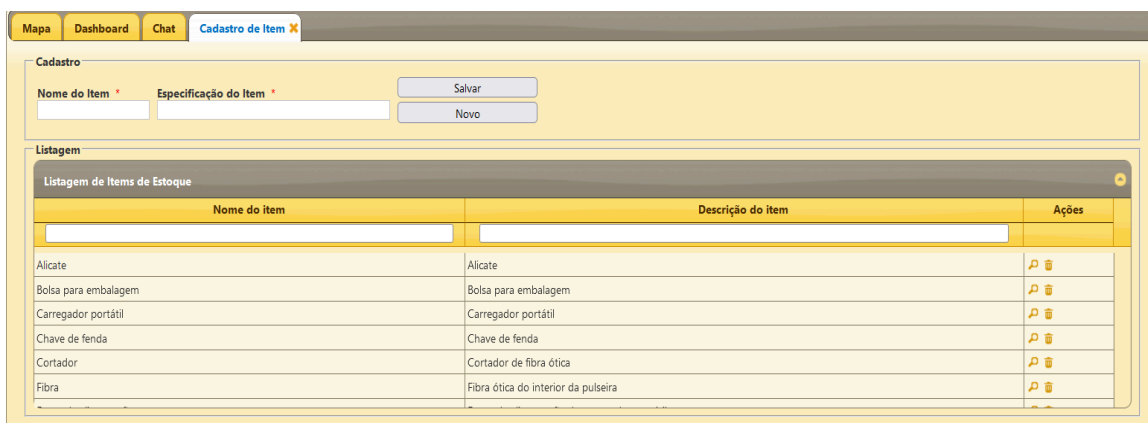 Mapa Dashboard Chat Cadastro de Item
Cadastro
Nome do Item * Especificação do Item * Salvar
Novo
Listagem
Listagem de Items de Estoque
Nome do item Descrição do item Ações
Alicate Alicate
Bolsa para embalagem Bolsa para embalagem
Carregador portátil Carregador portátil
Chave de fenda Chave de fenda
Cortador Cortador de fibra ótica
Fibra Fibra ótica do interior da pulseira